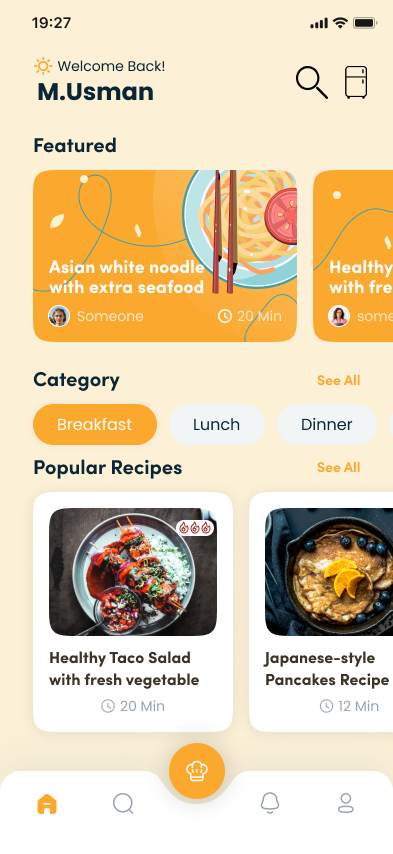 19:27
Welcome Back!
M.Usman
Featured
Asian white noodle
with extra seafood
Someone
20 Min
Healthy
with fre
some
Category
See All
Breakfast
Lunch
Dinner
Popular Recipes
See All
Healthy Taco Salad
with fresh vegetable
20 Min
Japanese-style
Pancakes Recipe
12 Min